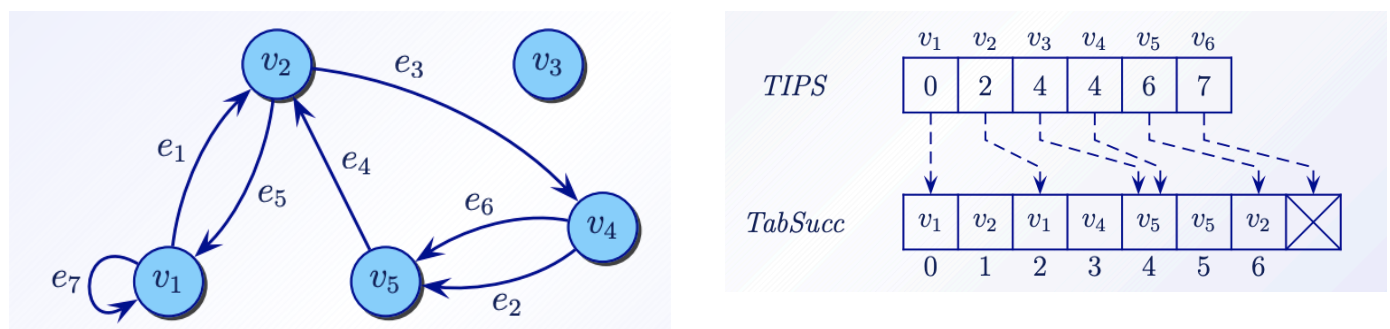 v₂
e₃
v₃
e₁
e₄
e₅
e₆
v₄
e₇
v₁
v₅
e₂
v₁ v₂ v₃ v₄ v₅ v₆
TIPS 0 2 4 4 6 7
TabSucc v₁ v₂ v₁ v₄ v₅ v₅ v₂
0 1 2 3 4 5 6